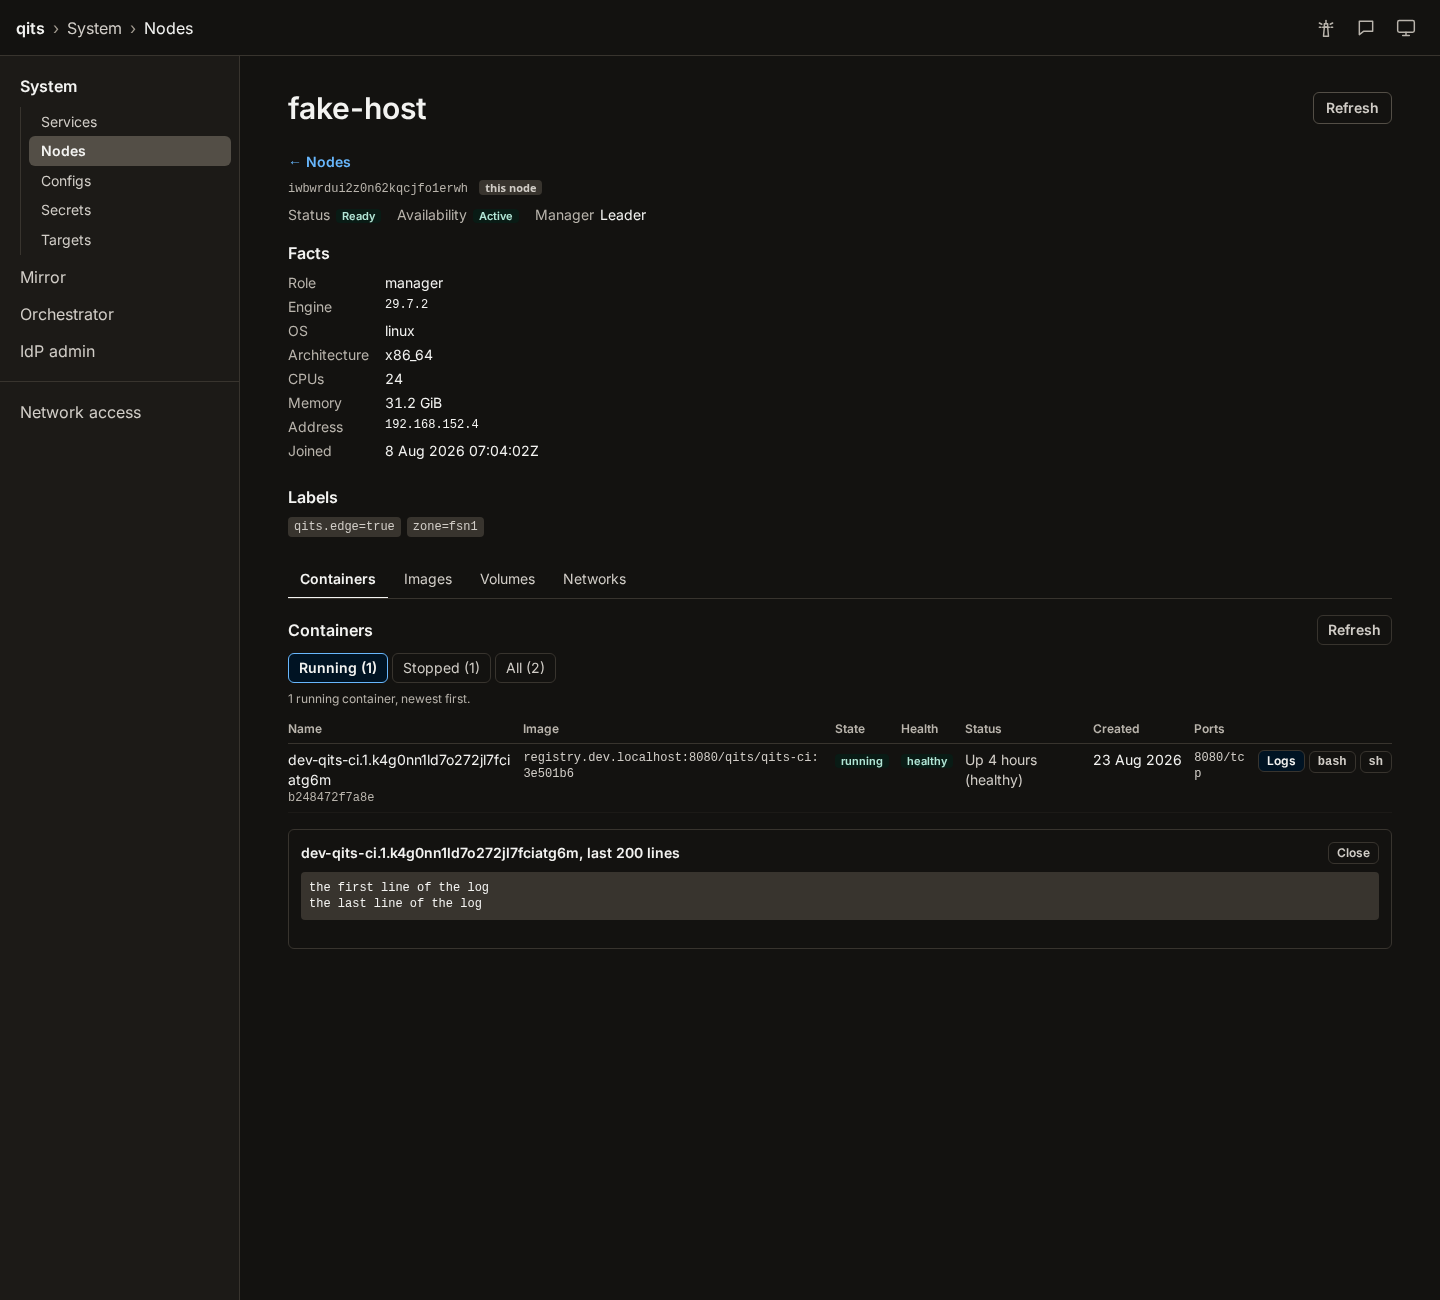 qits › System › Nodes
System
Services
Nodes
Configs
Secrets
Targets
Mirror
Orchestrator
IdP admin
Network access
fake-host
Refresh
← Nodes
iwbwrdui2z0n62kqcjfo1erwh this node
Status Ready Availability Active Manager Leader
Facts
Role manager
Engine 29.7.2
OS linux
Architecture x86_64
CPUs 24
Memory 31.2 GiB
Address 192.168.152.4
Joined 8 Aug 2026 07:04:02Z
Labels
qits.edge=true zone=fsn1
Containers Images Volumes Networks
Containers
Refresh
Running (1) Stopped (1) All (2)
1 running container, newest first.
Name Image State Health Status Created Ports
dev-qits-ci.1.k4g0nn1ld7o272jl7fci
atg6m
b248472f7a8e
registry.dev.localhost:8080/qits/qits-ci:
3e501b6
running
healthy
Up 4 hours
(healthy)
23 Aug 2026
8080/tc
p
Logs bash sh
dev-qits-ci.1.k4g0nn1ld7o272jl7fciatg6m, last 200 lines
Close
the first line of the log
the last line of the log